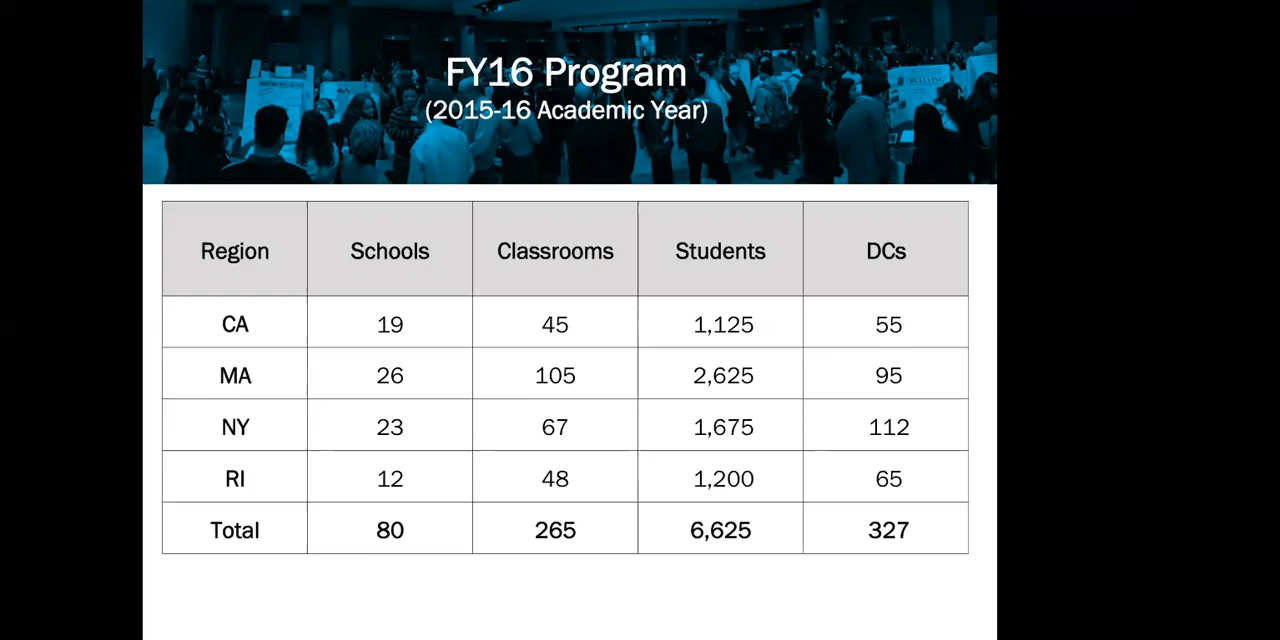 FY16 Program
(2015-16 Academic Year)
BULLYING
Region Schools Classrooms Students DCs
CA 19 45 1,125 55
MA 26 105 2,625 95
NY 23 67 1,675 112
RI 12 48 1,200 65
Total 80 265 6,625 327